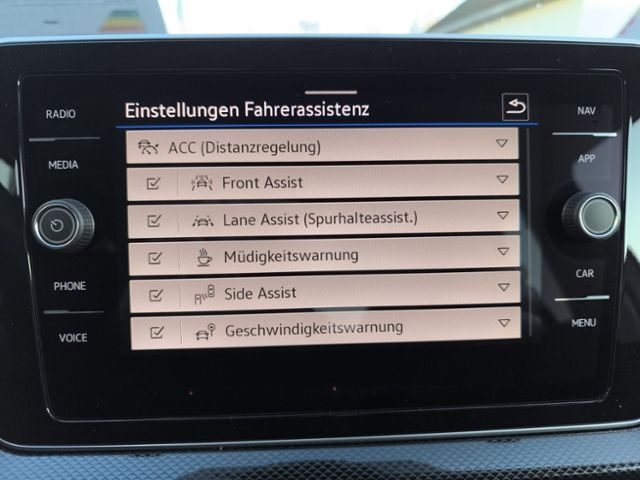 Einstellungen Fahrerassistenz
RADIO
MEDIA
PHONE
VOICE
ACC (Distanzregelung)
Front Assist
Lane Assist (Spurhalteassist.)
Müdigkeitswarnung
Side Assist
Geschwindigkeitswarnung
NAV
APP
CAR
MENU